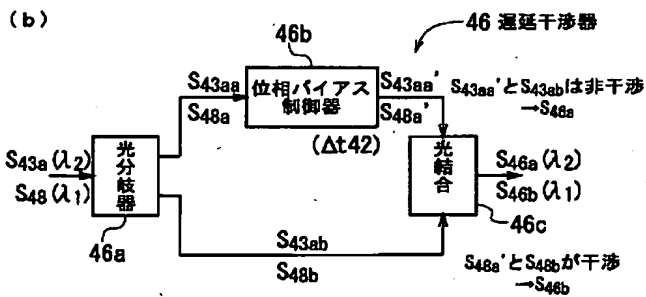 (b)
46 遅延干渉器
46b
S43aa
S48a
位相バイアス
制御器
(Δt42)
S43aa'
S48a'
S43aa'とS43abは非干渉
→S46a
S43a(λ2)
S48(λ1)
光分岐器
46a
光結合
46c
S46a(λ2)
S46b(λ1)
S43ab
S48b
S48a'とS48bが干渉
→S46b